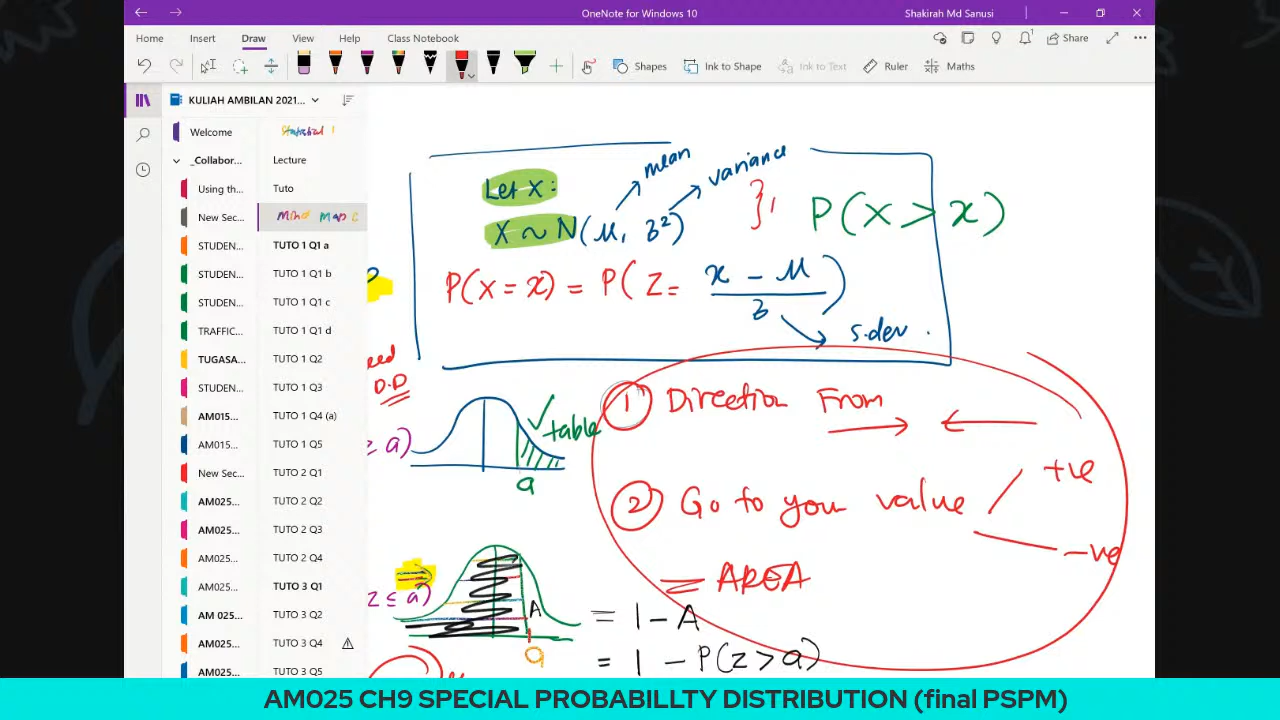 OneNote for Windows 10
Shakirah Md Sanusi
Home Insert Draw View Help Class Notebook
Share
Shapes Ink to Shape Ink to Text Ruler Maths
KULIAH AMBILAN 2021...
Welcome
_Collabor...
Using th...
New Sec...
STUDEN...
STUDEN...
STUDEN...
TRAFFIC...
TUGASA...
STUDEN...
AM015...
AM015...
New Sec...
AM025...
AM025...
AM025...
AM025...
AM 025...
AM025...
AM025...
Statistical
Lecture
Tuto
Mind Map C
TUTO 1 Q1 a
TUTO 1 Q1 b
TUTO 1 Q1 c
TUTO 1 Q1 d
TUTO 1 Q2
TUTO 1 Q3
TUTO 1 Q4 (a)
TUTO 1 Q5
TUTO 2 Q1
TUTO 2 Q2
TUTO 2 Q3
TUTO 2 Q4
TUTO 3 Q1
TUTO 3 Q2
TUTO 3 Q4
TUTO 3 Q5
mean variance
Let X:
X ~ N(μ, σ²) } P(X > x)
P(X = x) = P(Z = x - μ / σ)
s.dev.
eed
D.D
≥ a)
✓ table
a
① Direction From → ←
② Go to your value +ve
-ve
= AREA
z ≤ a)
A
a
= 1 - A
= 1 - P(z > a)
AM025 CH9 SPECIAL PROBABILLTY DISTRIBUTION (final PSPM)